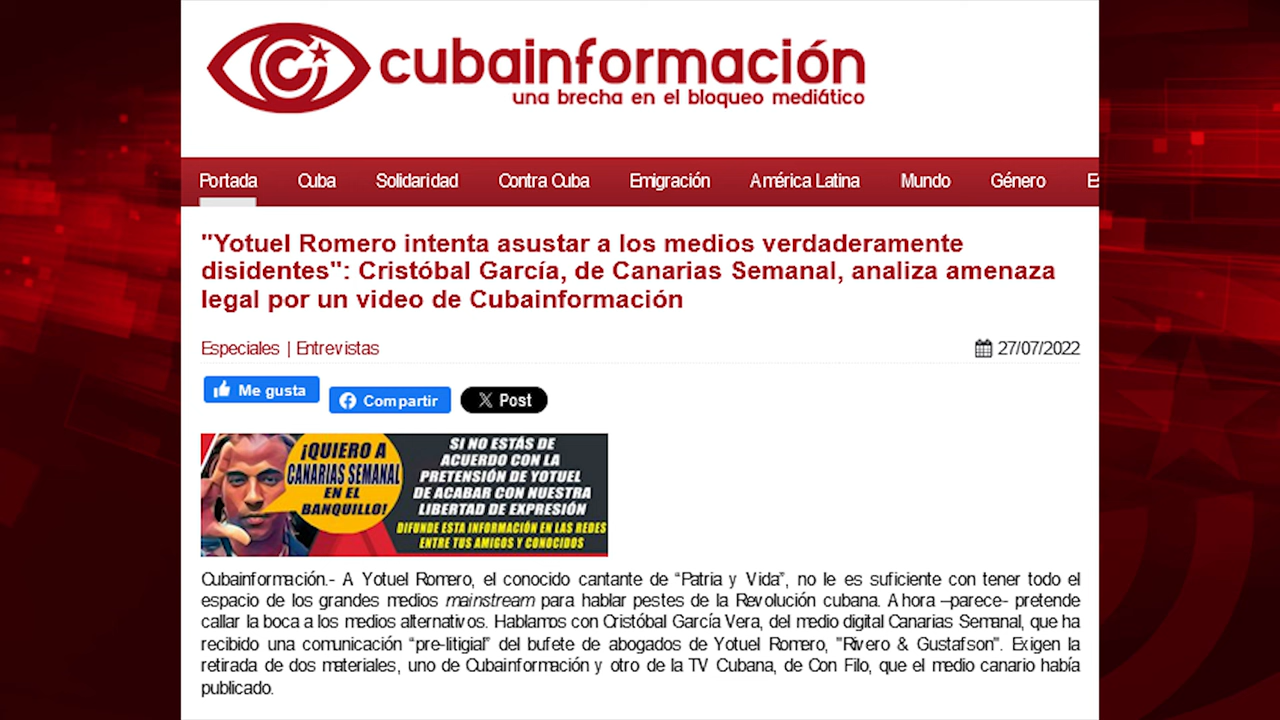 cubainformación
una brecha en el bloqueo mediático
Portada Cuba Solidaridad Contra Cuba Emigración América Latina Mundo Género Es
"Yotuel Romero intenta asustar a los medios verdaderamente
disidentes": Cristóbal García, de Canarias Semanal, analiza amenaza
legal por un video de Cubainformación
Especiales | Entrevistas 27/07/2022
Me gusta Compartir Post
¡QUIERO A
CANARIAS SEMANAL
EN EL
BANQUILLO!
SI NO ESTÁS DE
ACUERDO CON LA
PRETENSIÓN DE YOTUEL
DE ACABAR CON NUESTRA
LIBERTAD DE EXPRESIÓN
DIFUNDE ESTA INFORMACIÓN EN LAS REDES
ENTRE TUS AMIGOS Y CONOCIDOS
Cubainformación.- A Yotuel Romero, el conocido cantante de “Patria y Vida”, no le es suficiente con tener todo el
espacio de los grandes medios mainstream para hablar pestes de la Revolución cubana. Ahora –parece- pretende
callar la boca a los medios alternativos. Hablamos con Cristóbal García Vera, del medio digital Canarias Semanal, que ha
recibido una comunicación “pre-litigial” del bufete de abogados de Yotuel Romero, "Rivero & Gustafson". Exigen la
retirada de dos materiales, uno de Cubainformación y otro de la TV Cubana, de Con Filo, que el medio canario había
publicado.